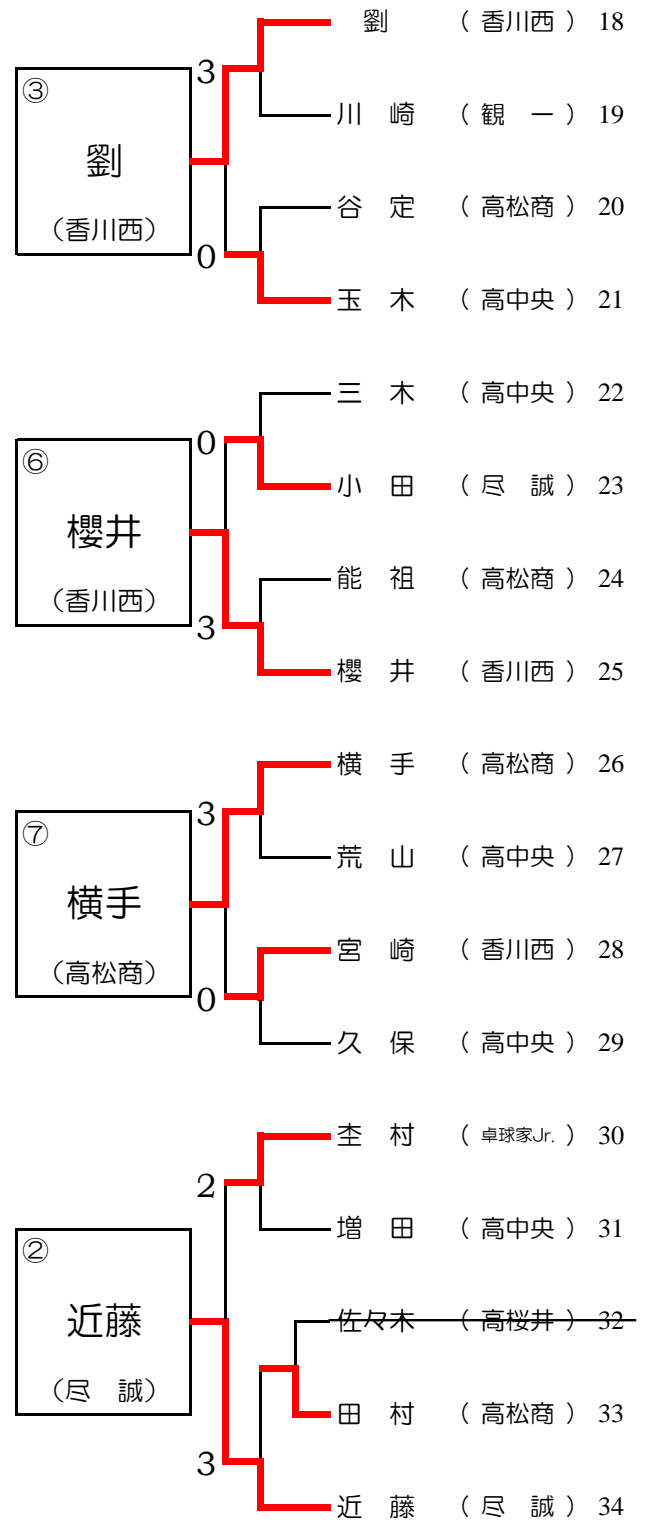 劉 （ 香川西 ） 18
3
③
川 崎 （ 観 一 ） 19
劉
谷 定 （ 高松商 ） 20
（香川西）
0
玉 木 （ 高中央 ） 21
三 木 （ 高中央 ） 22
0
⑥
小 田 （ 尽 誠 ） 23
櫻井
能 祖 （ 高松商 ） 24
（香川西）
3
櫻 井 （ 香川西 ） 25
横 手 （ 高松商 ） 26
3
⑦
荒 山 （ 高中央 ） 27
横手
宮 崎 （ 香川西 ） 28
（高松商）
0
久 保 （ 高中央 ） 29
杢 村 （ 卓球家Jr. ） 30
2
増 田 （ 高中央 ） 31
②
佐々木 （ 高桜井 ） 32
近藤
（尽 誠）
田 村 （ 高松商 ） 33
3
近 藤 （ 尽 誠 ） 34